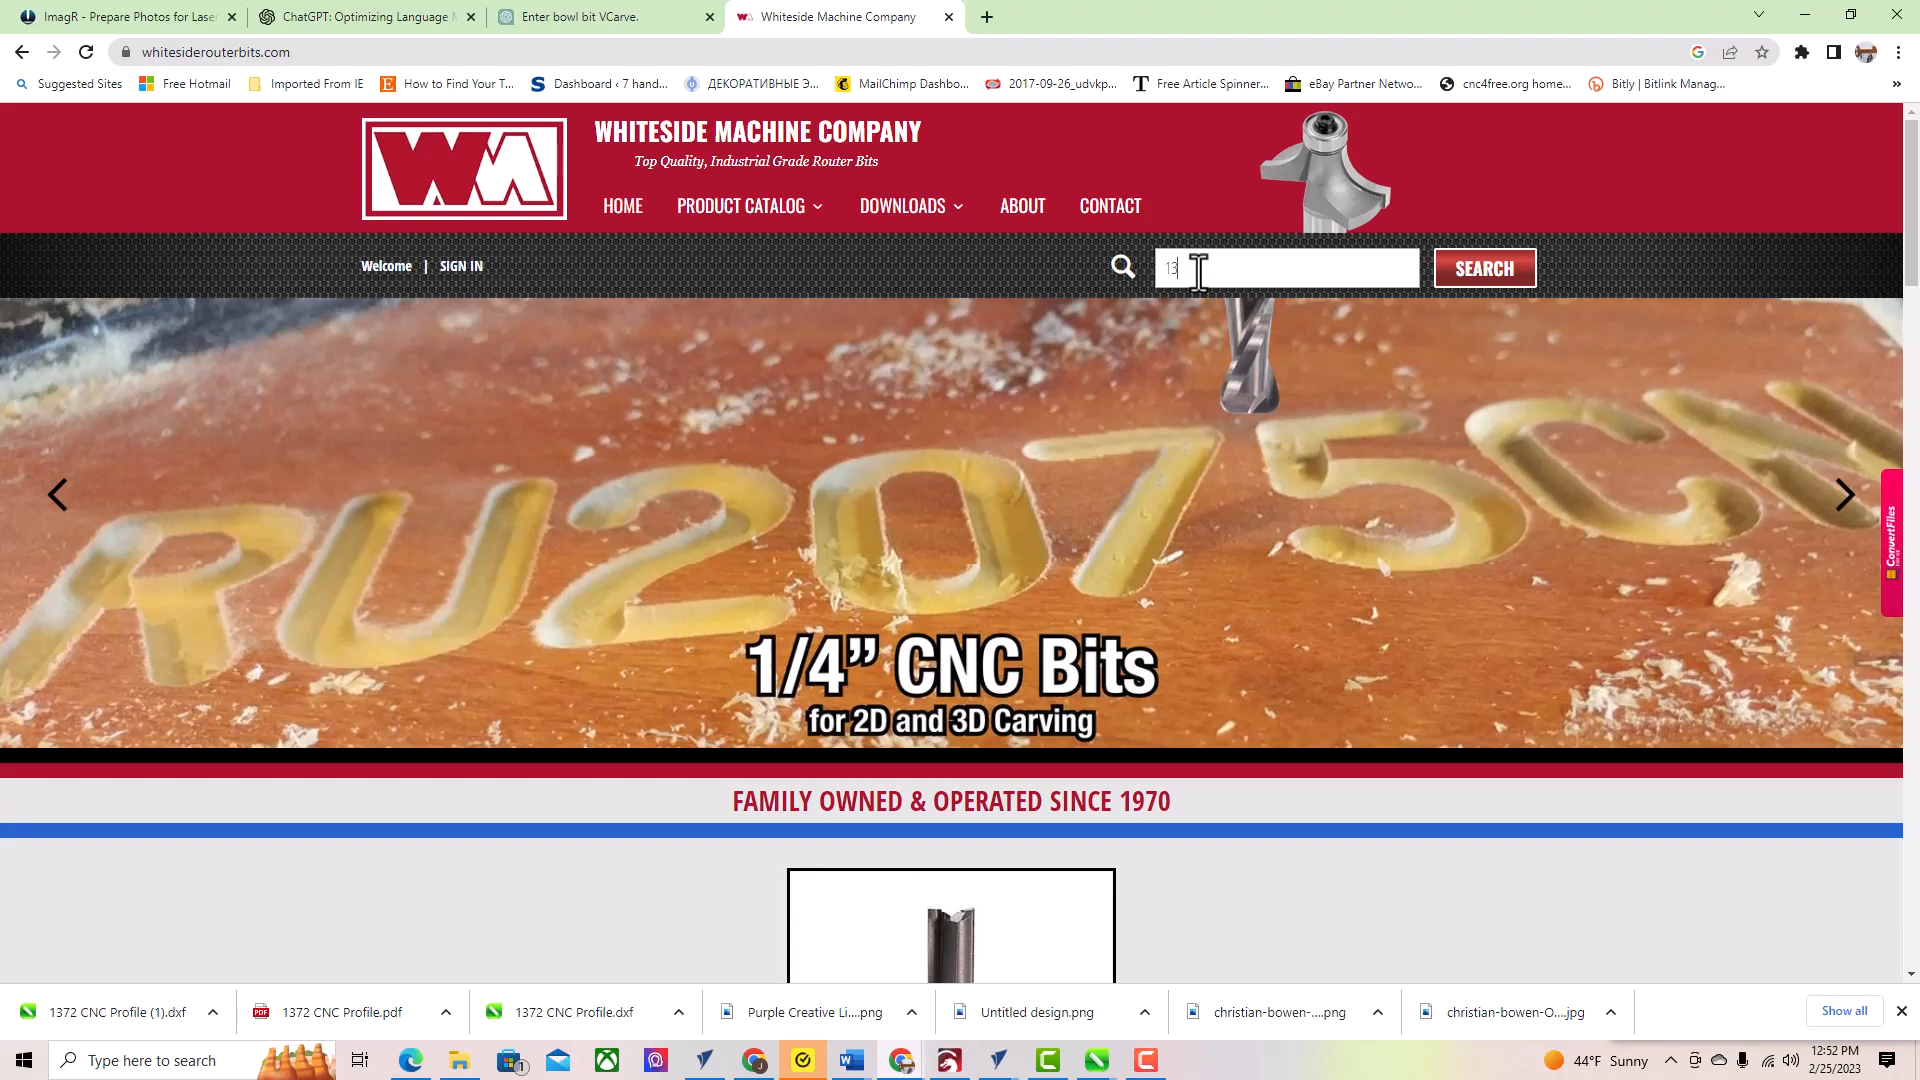 ImagR - Prepare Photos for Laser
ChatGPT: Optimizing Language M
Enter bowl bit VCarve.
Whiteside Machine Company
whitesiderouterbits.com
Suggested Sites
Free Hotmail
Imported From IE
How to Find Your T...
Dashboard ‹ 7 hand...
ДЕКОРАТИВНЫЕ Э...
MailChimp Dashbo...
2017-09-26_udvkp...
Free Article Spinner...
eBay Partner Netwo...
cnc4free.org home...
Bitly | Bitlink Manag...
WHITESIDE MACHINE COMPANY
Top Quality, Industrial Grade Router Bits
HOME
PRODUCT CATALOG
DOWNLOADS
ABOUT
CONTACT
Welcome | SIGN IN
13
SEARCH
RU2075CN
1/4” CNC Bits
for 2D and 3D Carving
ConvertFiles
FAMILY OWNED & OPERATED SINCE 1970
1372 CNC Profile (1).dxf
1372 CNC Profile.pdf
1372 CNC Profile.dxf
Purple Creative Li....png
Untitled design.png
christian-bowen-....png
christian-bowen-O....jpg
Show all
Type here to search
44°F Sunny
12:52 PM
2/25/2023